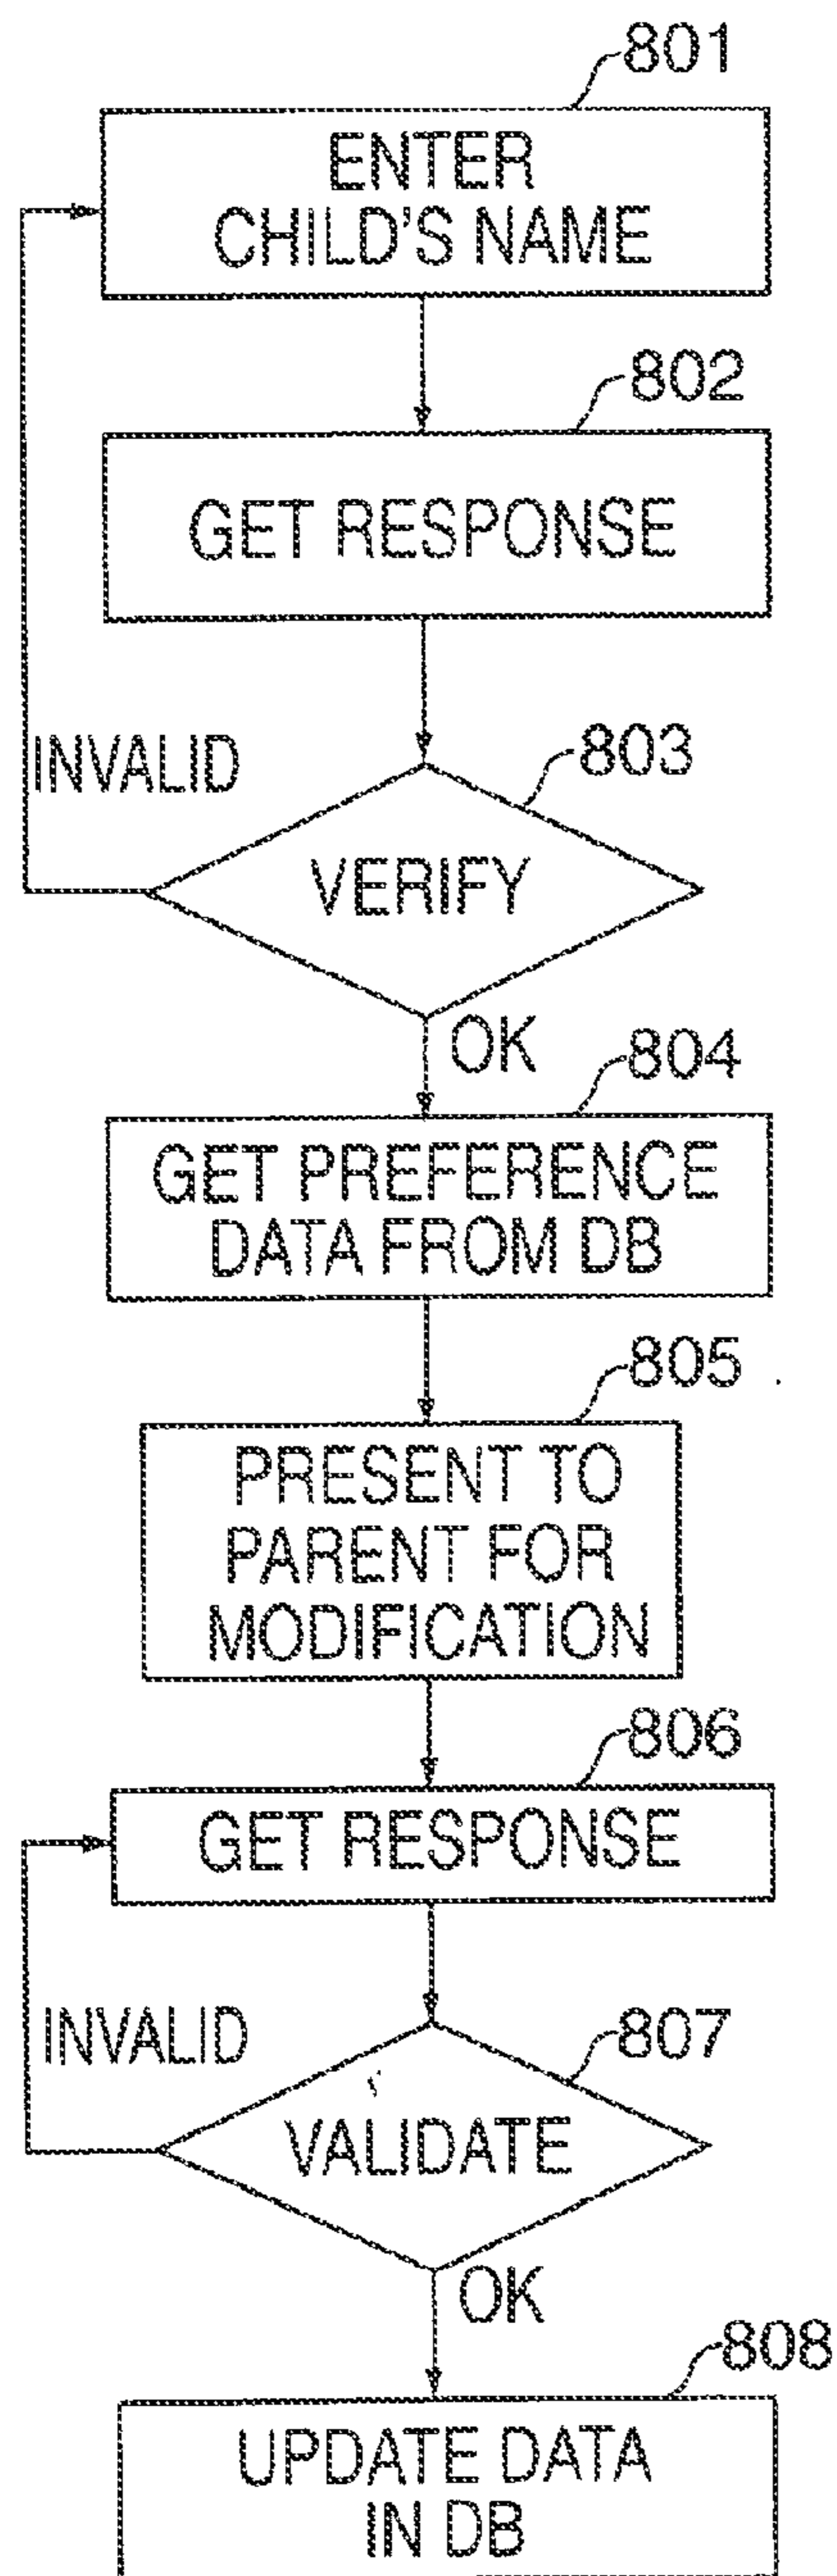 801
ENTER
CHILD'S NAME
802
GET RESPONSE
803
INVALID
VERIFY
OK
804
GET PREFERENCE
DATA FROM DB
805
PRESENT TO
PARENT FOR
MODIFICATION
806
GET RESPONSE
807
INVALID
VALIDATE
OK
808
UPDATE DATA
IN DB